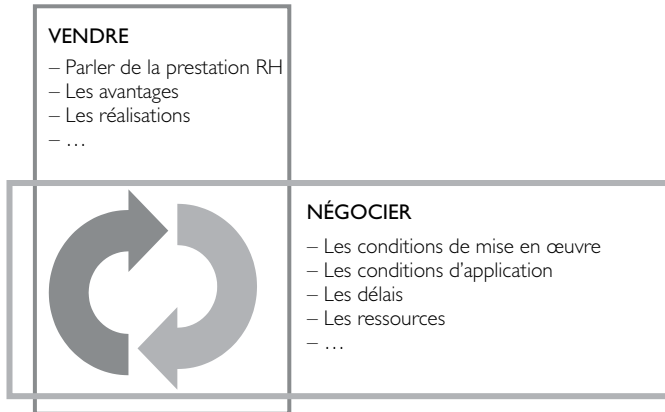 VENDRE
– Parler de la prestation RH
– Les avantages
– Les réalisations
– …
NÉGOCIER
– Les conditions de mise en œuvre
– Les conditions d'application
– Les délais
– Les ressources
– …